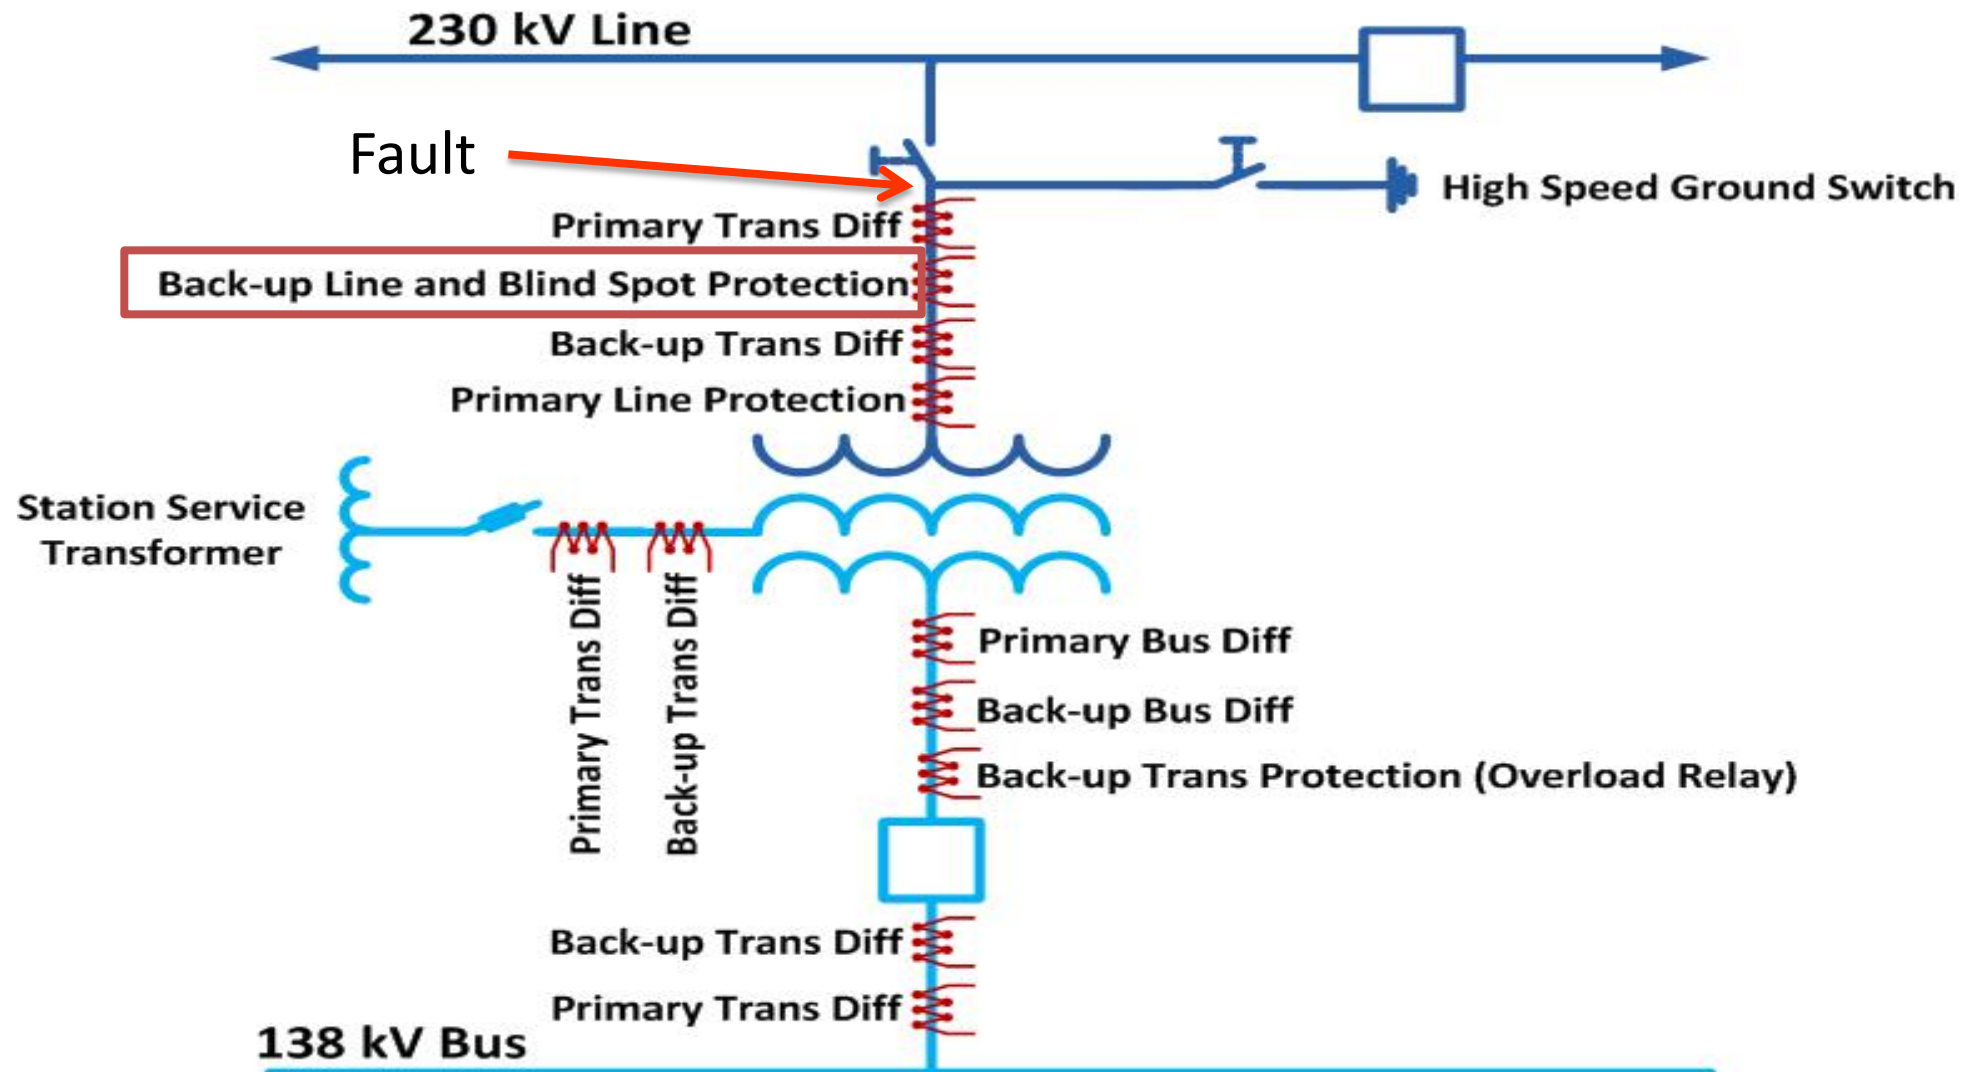 230 kV Line
Fault
High Speed Ground Switch
Primary Trans Diff
Back-up Line and Blind Spot Protection
Back-up Trans Diff
Primary Line Protection
Station Service
Transformer
Primary Trans Diff
Back-up Trans Diff
Primary Bus Diff
Back-up Bus Diff
Back-up Trans Protection (Overload Relay)
Back-up Trans Diff
Primary Trans Diff
138 kV Bus